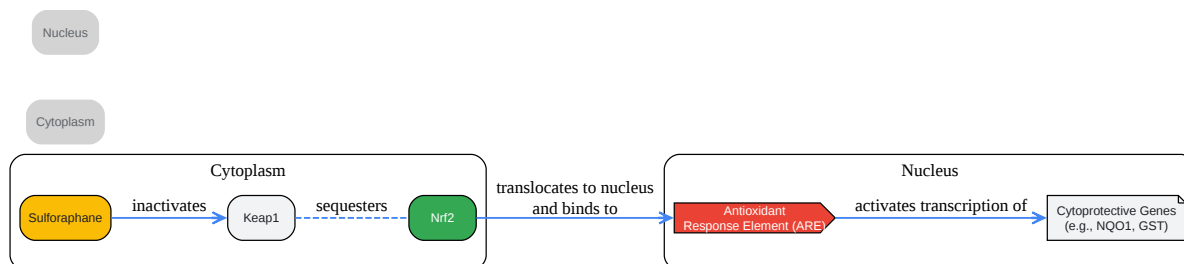 Nucleus
Cytoplasm
Cytoplasm
Nucleus
Sulforaphane
inactivates
Keap1
sequesters
Nrf2
translocates to nucleus
and binds to
Antioxidant
Response Element (ARE)
activates transcription of
Cytoprotective Genes
(e.g., NQO1, GST)